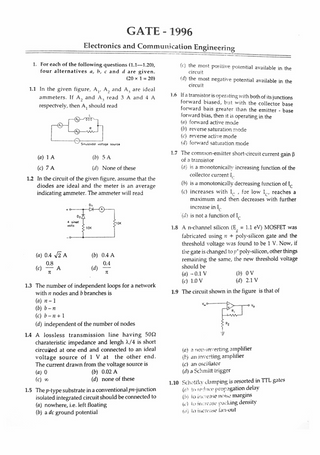 GATE - 1996
Electronics and Communication Engineering
1. For each of the following questions (1.1—1.20),
four alternatives a, b, c and d are given.
(20 × 1 = 20)
1.1 In the given figure, A₁, A₂ and A₃ are ideal
ammeters. If A₂ and A₃ read 3 A and 4 A
respectively, then A₁ should read
Sinusoidal voltage source
(a) 1 A (b) 5 A
(c) 7 A (d) None of these
1.2 In the circuit of the given figure, assume that the
diodes are ideal and the meter is an average
indicating ammeter. The ammeter will read
(a) 0.4 √2 A (b) 0.4 A
(c) 0.8/π A (d) 0.4/π
1.3 The number of independent loops for a network
with n nodes and b branches is
(a) n – 1
(b) b – n
(c) b – n + 1
(d) independent of the number of nodes
1.4 A lossless transmission line having 50Ω
charateristic impedance and length λ/4 is short
circuited at one end and connected to an ideal
voltage source of 1 V at the other end.
The current drawn from the voltage source is
(a) 0 (b) 0.02 A
(c) ∞ (d) none of these
1.5 The p-type substrate in a conventional pn-junction
isolated integrated circuit should be connected to
(a) nowhere, i.e. left floating
(b) a dc ground potential
(c) the most positive potential available in the
circuit
(d) the most negative potential available in the
circuit
1.6 If a transistor is operating with both of its junctions
forward biased, but with the collector base
forward bais greater than the emitter - base
forward bias, then it is operating in the
(a) forward active mode
(b) reverse saturation mode
(c) reverse active mode
(d) forward saturation mode
1.7 The common-emitter short-circuit current gain β
of a transistor
(a) is a monotonically increasing function of the
collector current I_C
(b) is a monotonically decreasing function of I_C
(c) increases with I_C, for low I_C, reaches a
maximum and then decreases with further
increase in I_C
(d) is not a function of I_C
1.8 A n-channel silicon (E_g = 1.1 eV) MOSFET was
fabricated using n + poly-silicon gate and the
threshold voltage was found to be 1 V. Now, if
the gate is changed to p⁺ poly-silicon, other things
remaining the same, the new threshold voltage
should be
(a) – 0.1 V (b) 0 V
(c) 1.0 V (d) 2.1 V
1.9 The circuit shown in the figure is that of
(a) a non-inverting amplifier
(b) an inverting amplifier
(c) an oscillator
(d) a Schmitt trigger
1.10 Schottky clamping is resorted in TTL gates
(a) to reduce propagation delay
(b) to increase noise margins
(c) to increase packing density
(d) to increase fan-out